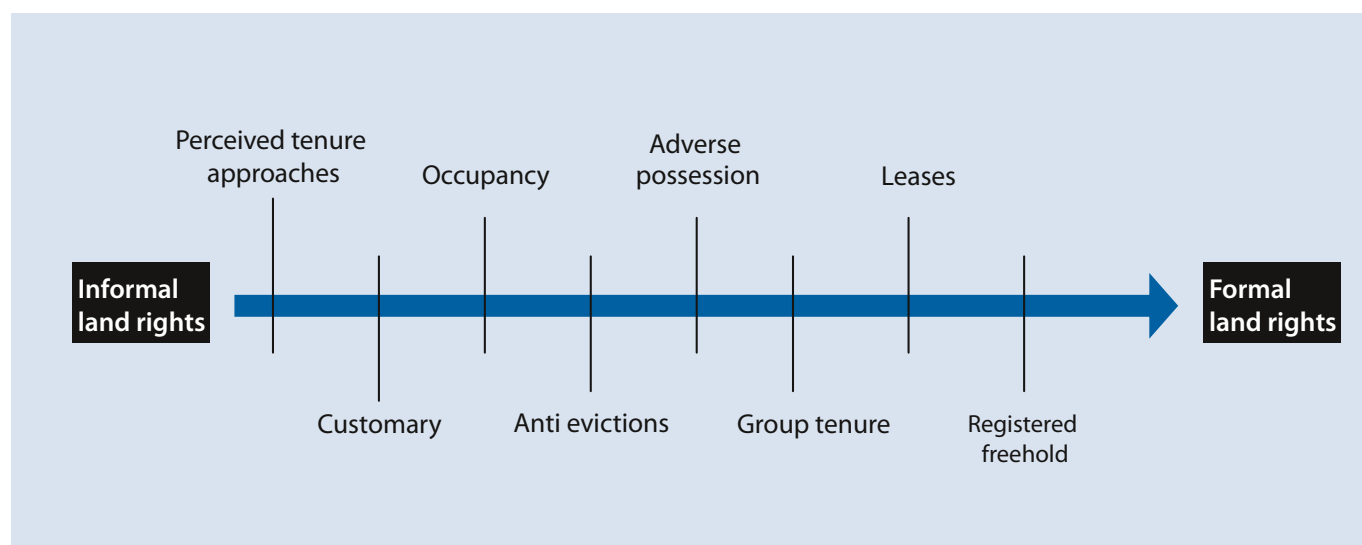 Perceived tenure
approaches
Occupancy
Adverse
possession
Leases
Informal
land rights
Formal
land rights
Customary
Anti evictions
Group tenure
Registered
freehold